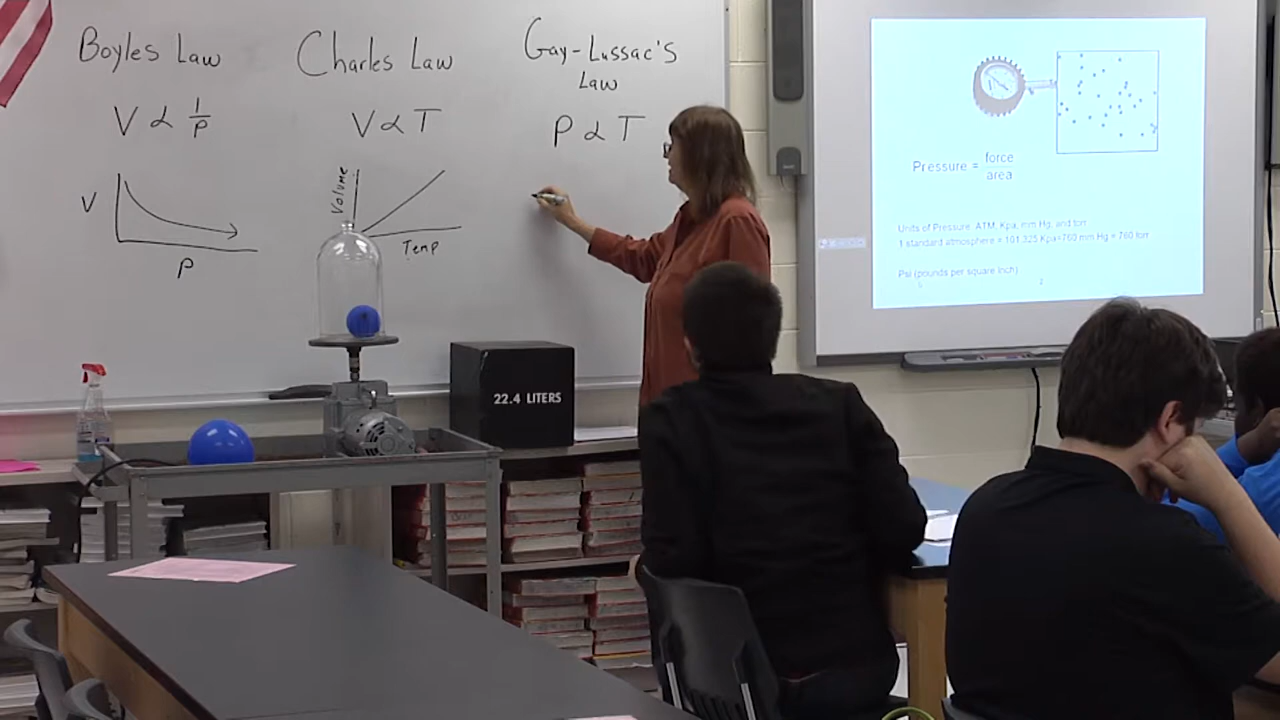 Boyles Law
V ∝ 1/P
V
P
Charles Law
V ∝ T
Volume
Temp
Gay-Lussac's
Law
P ∝ T
22.4 LITERS
Pressure = force/area
Units of Pressure: ATM, Kpa, mm Hg, and torr
1 standard atmosphere = 101.325 Kpa=760 mm Hg = 760 torr
Psi (pounds per square inch)